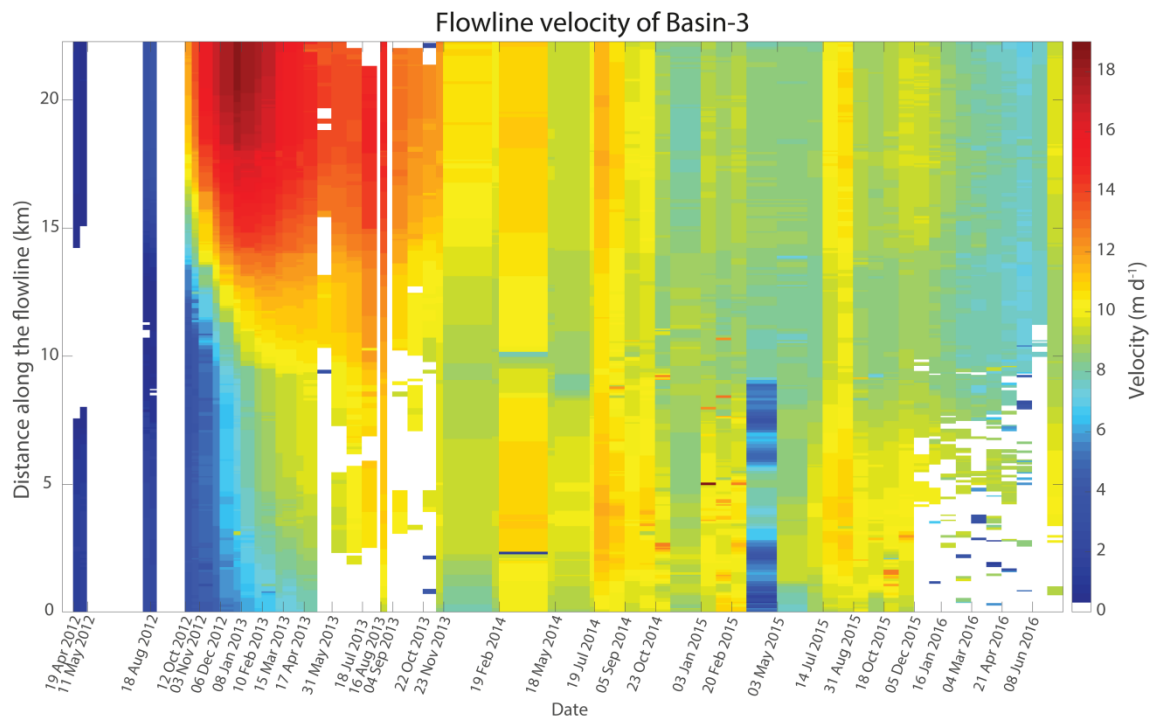 Flowline velocity of Basin-3
Distance along the flowline (km)
20
15
10
5
0
19 Apr 2012
11 May 2012
18 Aug 2012
12 Oct 2012
03 Nov 2012
06 Dec 2012
08 Jan 2013
10 Feb 2013
15 Mar 2013
17 Apr 2013
31 May 2013
18 Jul 2013
16 Aug 2013
04 Sep 2013
22 Oct 2013
23 Nov 2013
19 Feb 2014
18 May 2014
19 Jul 2014
05 Sep 2014
23 Oct 2014
03 Jan 2015
20 Feb 2015
03 May 2015
14 Jul 2015
31 Aug 2015
18 Oct 2015
05 Dec 2015
16 Jan 2016
04 Mar 2016
21 Apr 2016
08 Jun 2016
Date
18
16
14
12
10
8
6
4
2
0
Velocity (m d-1)